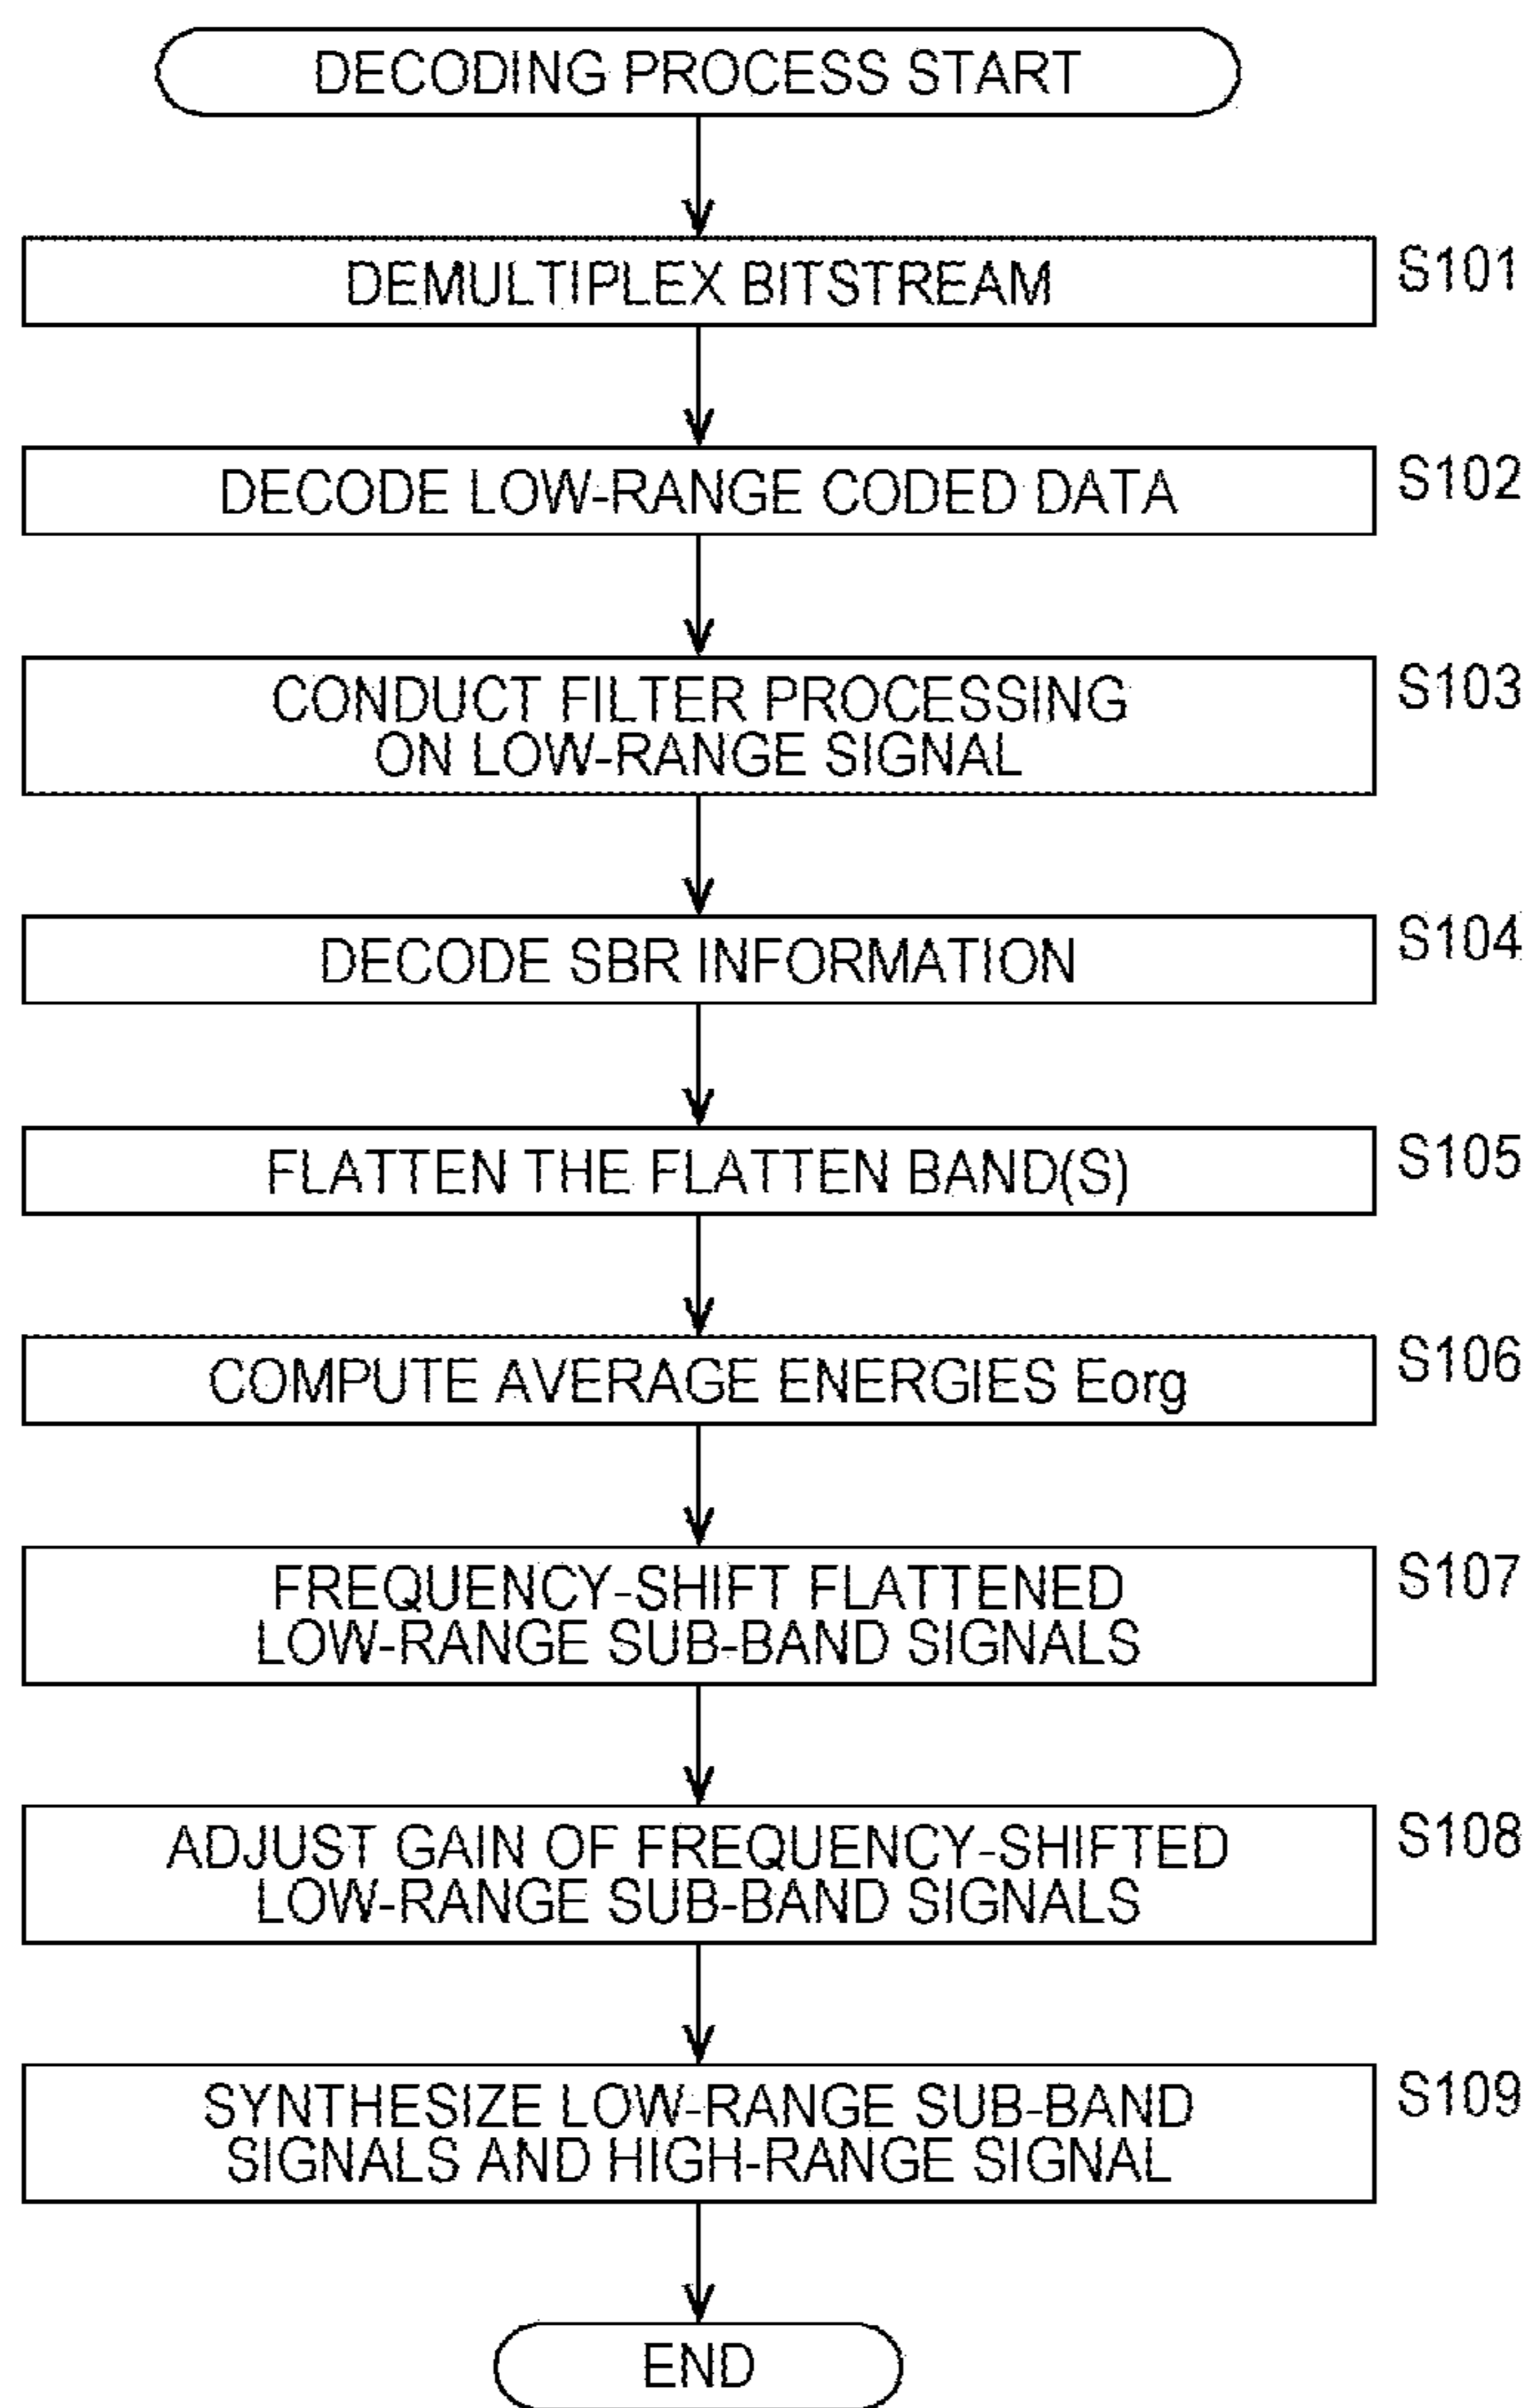 DECODING PROCESS START
DEMULTIPLEX BITSTREAM
S101
DECODE LOW-RANGE CODED DATA
S102
CONDUCT FILTER PROCESSING
ON LOW-RANGE SIGNAL
S103
DECODE SBR INFORMATION
S104
FLATTEN THE FLATTEN BAND(S)
S105
COMPUTE AVERAGE ENERGIES Eorg
S106
FREQUENCY-SHIFT FLATTENED
LOW-RANGE SUB-BAND SIGNALS
S107
ADJUST GAIN OF FREQUENCY-SHIFTED
LOW-RANGE SUB-BAND SIGNALS
S108
SYNTHESIZE LOW-RANGE SUB-BAND
SIGNALS AND HIGH-RANGE SIGNAL
S109
END